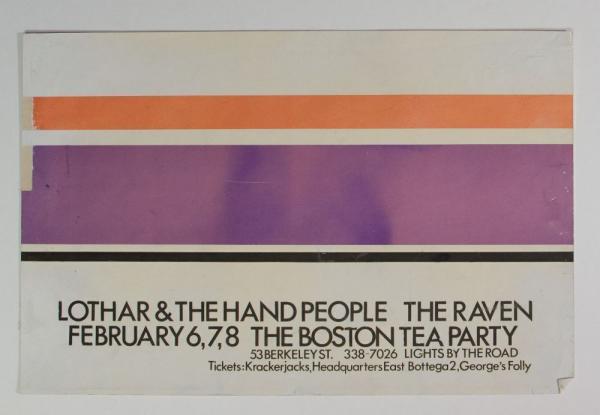 LOTHAR & THE HAND PEOPLE THE RAVEN
FEBRUARY 6,7,8 THE BOSTON TEA PARTY
53 BERKELEY ST. 338-7026 LIGHTS BY THE ROAD
Tickets: Krackerjacks, Headquarters East Bottega 2, George's Folly